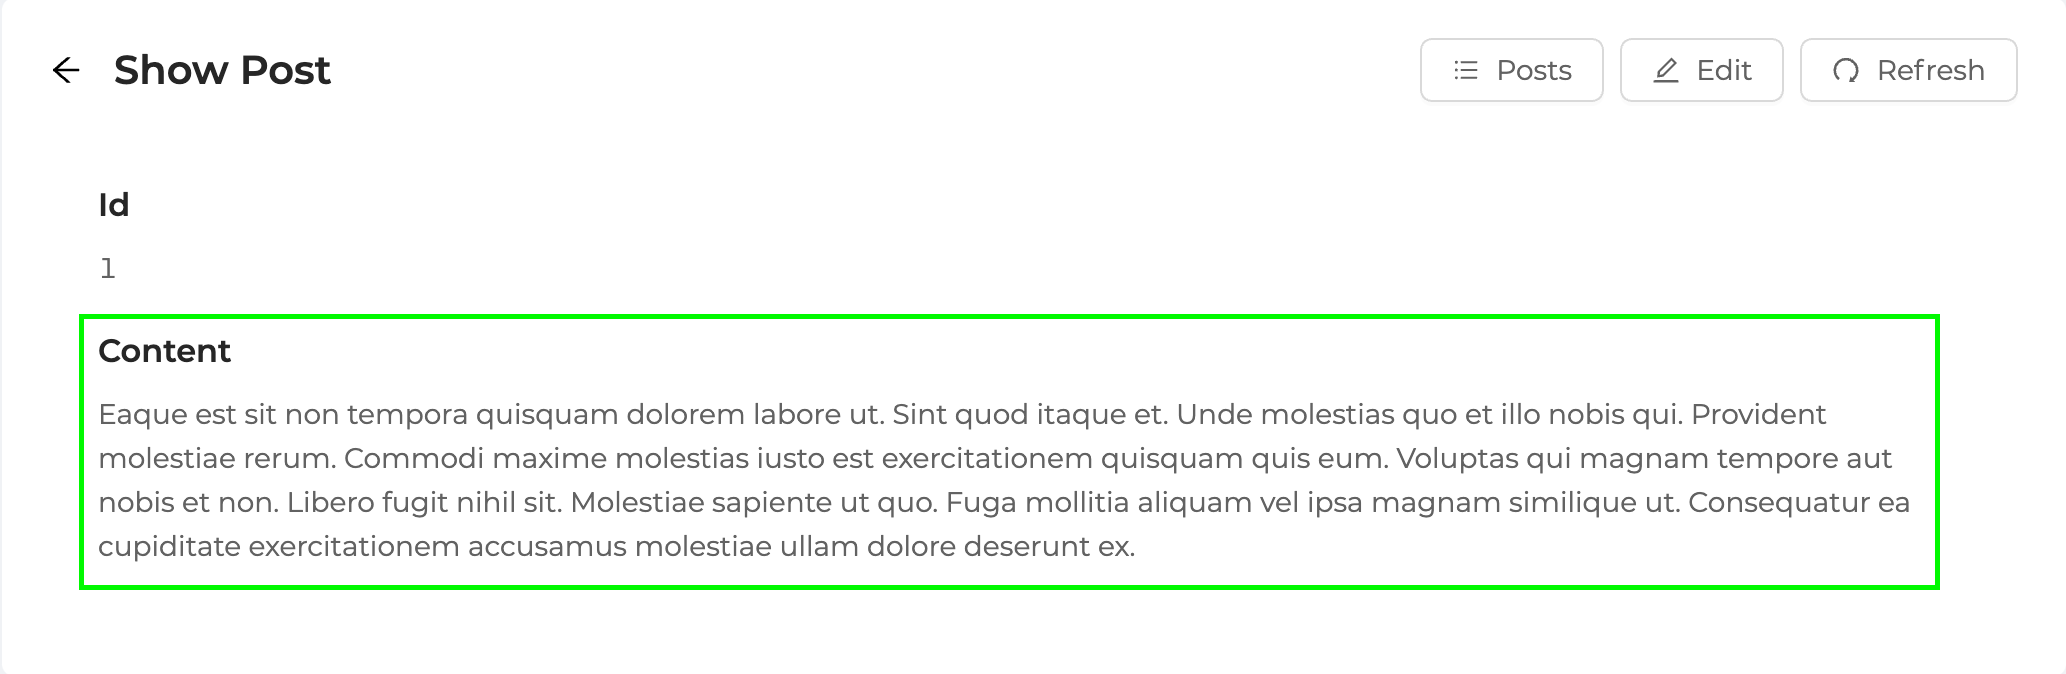 Show Post
Posts
Edit
Refresh
Id
1
Content
Eaque est sit non tempora quisquam dolorem labore ut. Sint quod itaque et. Unde molestias quo et illo nobis qui. Provident
molestiae rerum. Commodi maxime molestias iusto est exercitationem quisquam quis eum. Voluptas qui magnam tempore aut
nobis et non. Libero fugit nihil sit. Molestiae sapiente ut quo. Fuga mollitia aliquam vel ipsa magnam similique ut. Consequatur ea
cupiditate exercitationem accusamus molestiae ullam dolore deserunt ex.